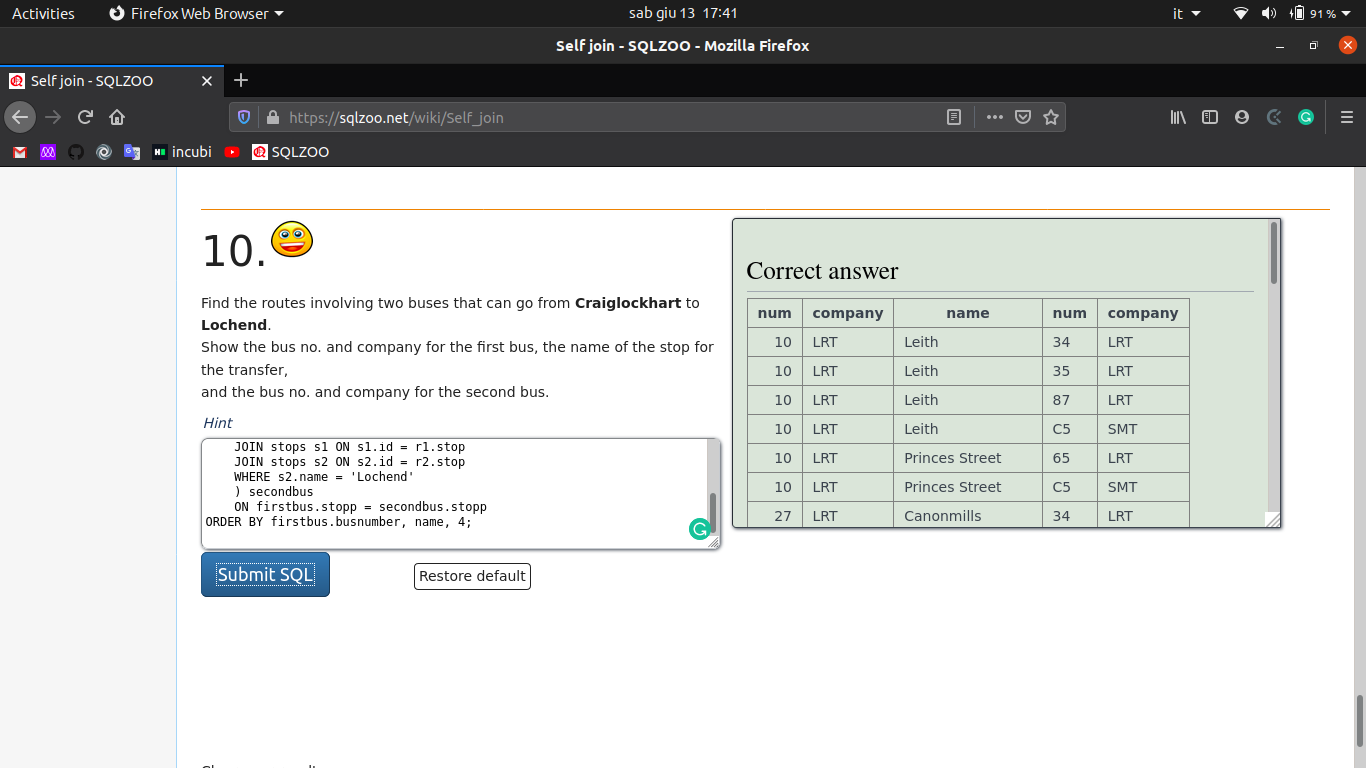 Activities Firefox Web Browser sab giu 13 17:41 it 91 %
Self join - SQLZOO - Mozilla Firefox
Self join - SQLZOO
https://sqlzoo.net/wiki/Self_join
incubi SQLZOO
10.
Find the routes involving two buses that can go from Craiglockhart to
Lochend.
Show the bus no. and company for the first bus, the name of the stop for
the transfer,
and the bus no. and company for the second bus.
Hint
JOIN stops s1 ON s1.id = r1.stop
JOIN stops s2 ON s2.id = r2.stop
WHERE s2.name = 'Lochend'
) secondbus
ON firstbus.stopp = secondbus.stopp
ORDER BY firstbus.busnumber, name, 4;
Submit SQL Restore default
Correct answer
num company name num company
10 LRT Leith 34 LRT
10 LRT Leith 35 LRT
10 LRT Leith 87 LRT
10 LRT Leith C5 SMT
10 LRT Princes Street 65 LRT
10 LRT Princes Street C5 SMT
27 LRT Canonmills 34 LRT